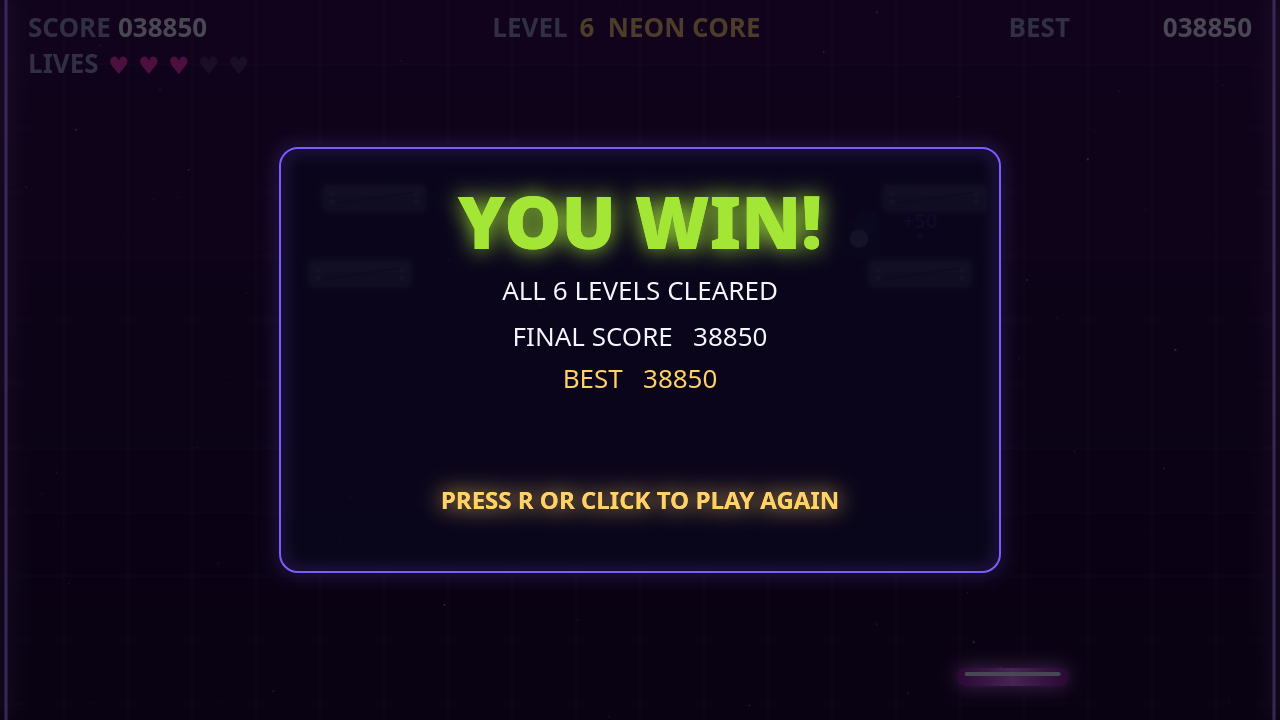 SCORE 038850
LEVEL 6 NEON CORE
BEST 038850
LIVES ♥ ♥ ♥ ♥ ♥
+50
YOU WIN!
ALL 6 LEVELS CLEARED
FINAL SCORE 38850
BEST 38850
PRESS R OR CLICK TO PLAY AGAIN